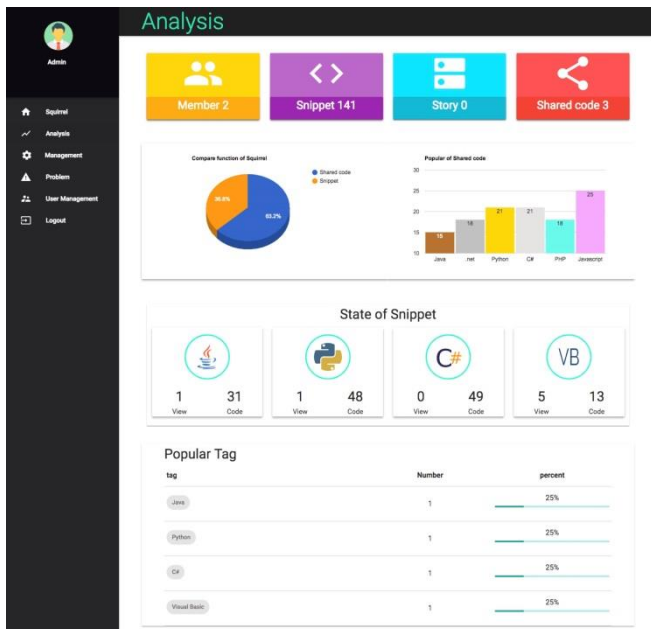 Analysis
Admin
Squirrel
Analysis
Management
Problem
User Management
Logout
Member 2
Snippet 141
Story 0
Shared code 3
Compare function of Squirrel
Shared code
Snippet
36.8%
63.2%
Popular of Shared code
30
25
20
15
10
15
18
21
21
18
25
Java
.net
Python
C#
PHP
Javascript
State of Snippet
C#
VB
1 31 1 48 0 49 5 13
View Code View Code View Code View Code
Popular Tag
tag Number percent
Java 1 25%
Python 1 25%
C# 1 25%
Visual Basic 1 25%